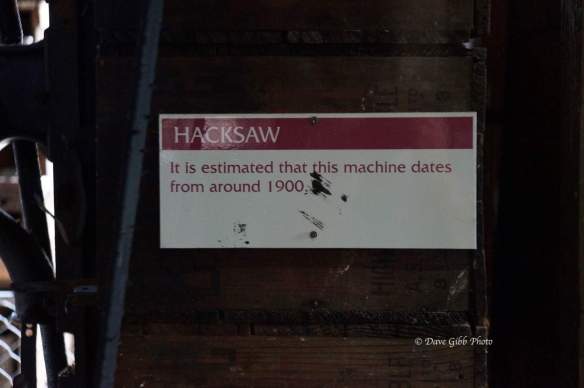 HACKSAW
It is estimated that this machine dates
from around 1900.
© Dave Gibb Photo